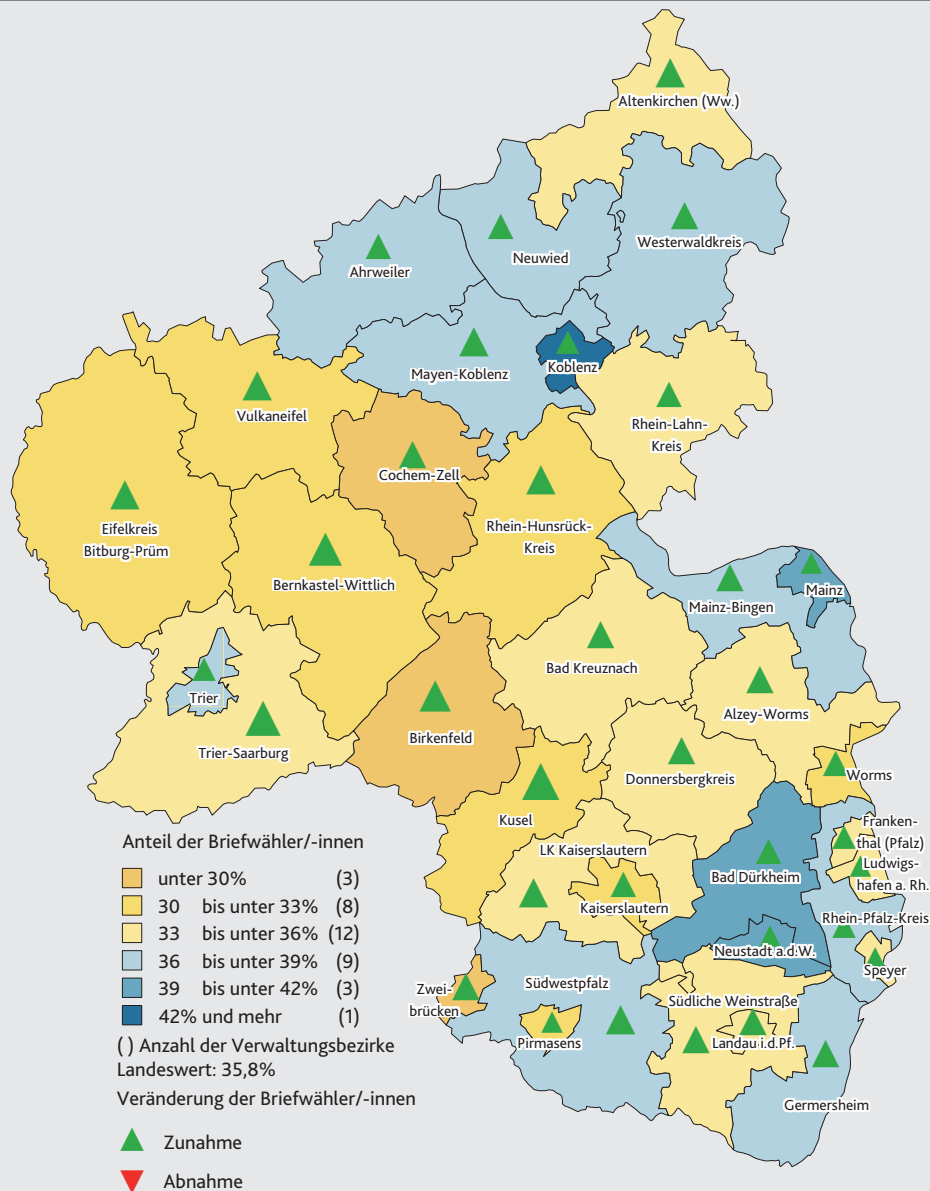 Altenkirchen (Ww.)
Westerwaldkreis
Neuwied
Ahrweiler
Koblenz
Mayen-Koblenz
Vulkaneifel
Rhein-Lahn-
Kreis
Cochem-Zell
Eifelkreis
Bitburg-Prüm
Rhein-Hunsrück-
Kreis
Bernkastel-Wittlich
Mainz
Mainz-Bingen
Bad Kreuznach
Trier
Alzey-Worms
Birkenfeld
Trier-Saarburg
Donnersbergkreis
Worms
Kusel
Franken-
thal (Pfalz)
LK Kaiserslautern
Ludwigs-
hafen a. Rh.
Bad Dürkheim
Kaiserslautern
Rhein-Pfalz-Kreis
Neustadt a.d.W.
Speyer
Südwestpfalz
Zwei-
brücken
Südliche Weinstraße
Pirmasens
Landau i.d.Pf.
Germersheim
Anteil der Briefwähler/-innen
unter 30% (3)
30 bis unter 33% (8)
33 bis unter 36% (12)
36 bis unter 39% (9)
39 bis unter 42% (3)
42% und mehr (1)
( ) Anzahl der Verwaltungsbezirke
Landeswert: 35,8%
Veränderung der Briefwähler/-innen
Zunahme
Abnahme